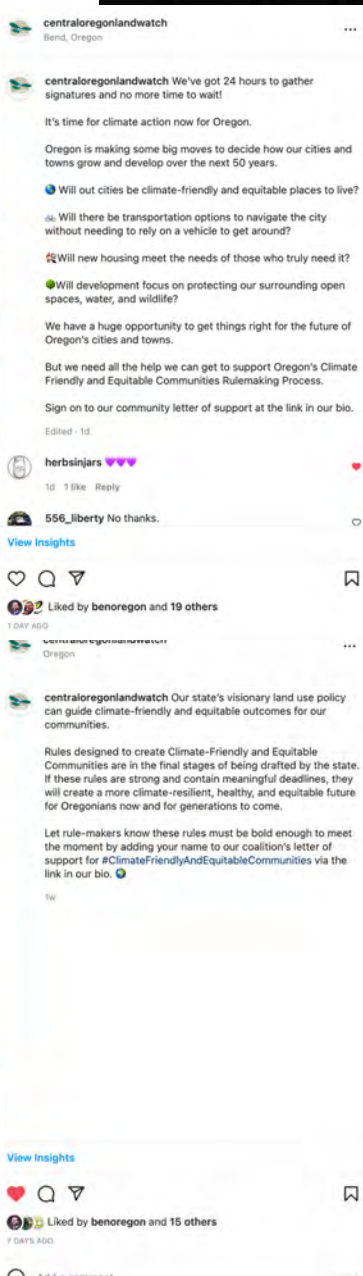 centraloregonlandwatch
Bend, Oregon
centraloregonlandwatch We've got 24 hours to gather
signatures and no more time to wait!
It's time for climate action now for Oregon.
Oregon is making some big moves to decide how our cities and
towns grow and develop over the next 50 years.
🌎 Will out cities be climate-friendly and equitable places to live?
🚲 Will there be transportation options to navigate the city
without needing to rely on a vehicle to get around?
🏘Will new housing meet the needs of those who truly need it?
🌳Will development focus on protecting our surrounding open
spaces, water, and wildlife?
We have a huge opportunity to get things right for the future of
Oregon's cities and towns.
But we need all the help we can get to support Oregon's Climate
Friendly and Equitable Communities Rulemaking Process.
Sign on to our community letter of support at the link in our bio.
Edited · 1d
herbsinjars 💜💜💜
1d 1 like Reply
556_liberty No thanks.
View Insights
Liked by benoregon and 19 others
1 DAY AGO
centraloregonlandwatch
Oregon
centraloregonlandwatch Our state's visionary land use policy
can guide climate-friendly and equitable outcomes for our
communities.
Rules designed to create Climate-Friendly and Equitable
Communities are in the final stages of being drafted by the state.
If these rules are strong and contain meaningful deadlines, they
will create a more climate-resilient, healthy, and equitable future
for Oregonians now and for generations to come.
Let rule-makers know these rules must be bold enough to meet
the moment by adding your name to our coalition's letter of
support for #ClimateFriendlyAndEquitableCommunities via the
link in our bio. 🌎
1w
View Insights
Liked by benoregon and 15 others
7 DAYS AGO